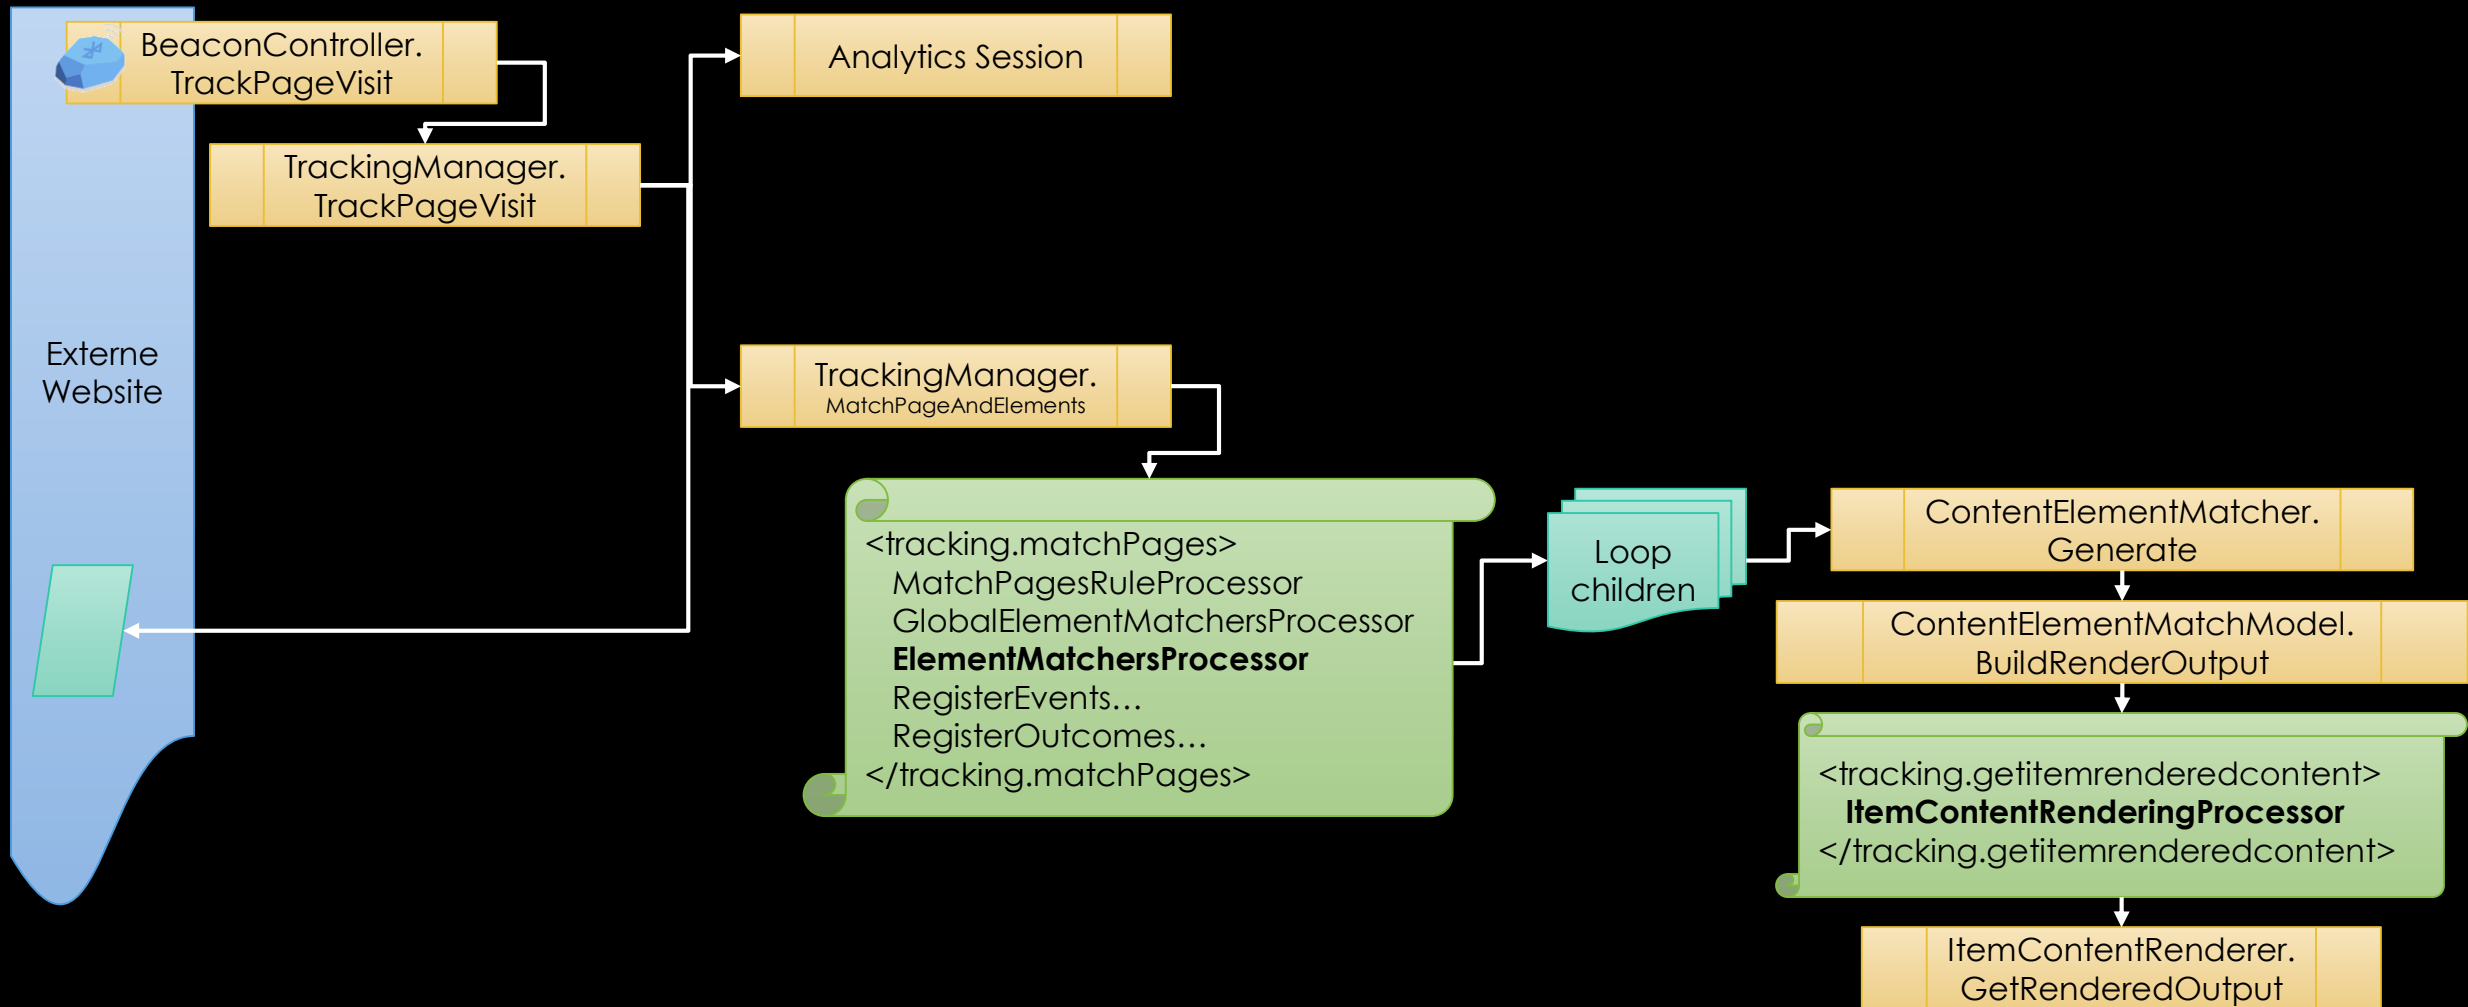 BeaconController.
TrackPageVisit
Analytics Session
TrackingManager.
TrackPageVisit
Externe
Website
TrackingManager.
MatchPageAndElements
<tracking.matchPages>
MatchPagesRuleProcessor
GlobalElementMatchersProcessor
ElementMatchersProcessor
RegisterEvents…
RegisterOutcomes…
</tracking.matchPages>
Loop
children
ContentElementMatcher.
Generate
ContentElementMatchModel.
BuildRenderOutput
<tracking.getitemrenderedcontent>
ItemContentRenderingProcessor
</tracking.getitemrenderedcontent>
ItemContentRenderer.
GetRenderedOutput